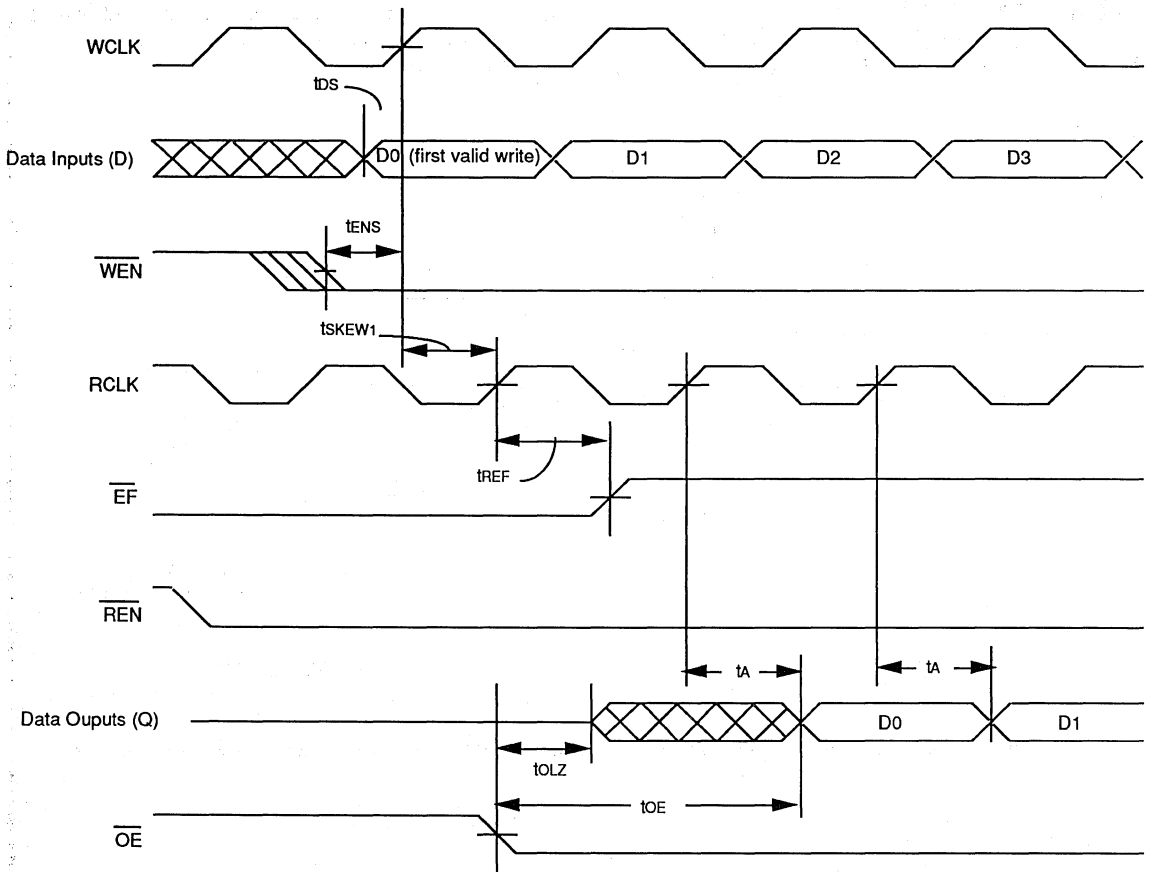 WCLK
tDS
Data Inputs (D)
D0 (first valid write)
D1
D2
D3
tENS
WEN
tSKEW1
RCLK
tREF
EF
REN
tA
tA
Data Ouputs (Q)
D0
D1
tOLZ
tOE
OE